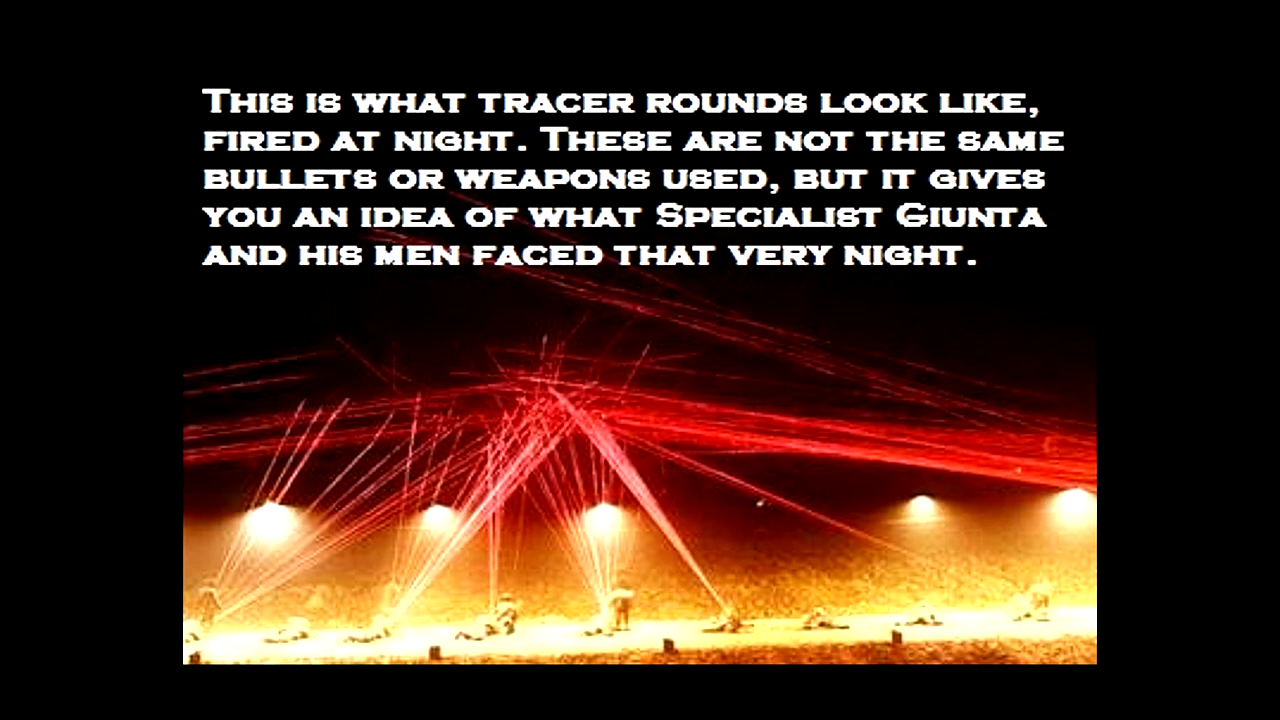 This is what tracer rounds look like,
fired at night. These are not the same
bullets or weapons used, but it gives
you an idea of what Specialist Giunta
and his men faced that very night.